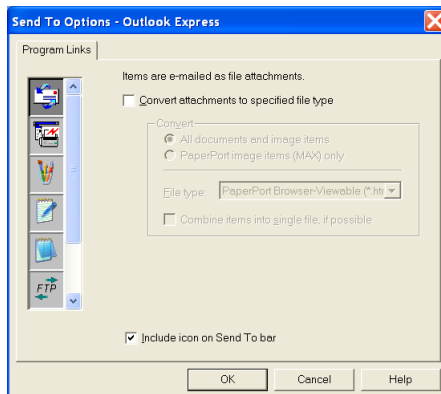 Send To Options - Outlook Express
Program Links
Items are e-mailed as file attachments.
Convert attachments to specified file type
Convert
All documents and image items
PaperPort image items (MAX) only
File type:
PaperPort Browser-Viewable (*.htr
Combine items into single file, if possible
FTP
Include icon on Send To bar
OK
Cancel
Help